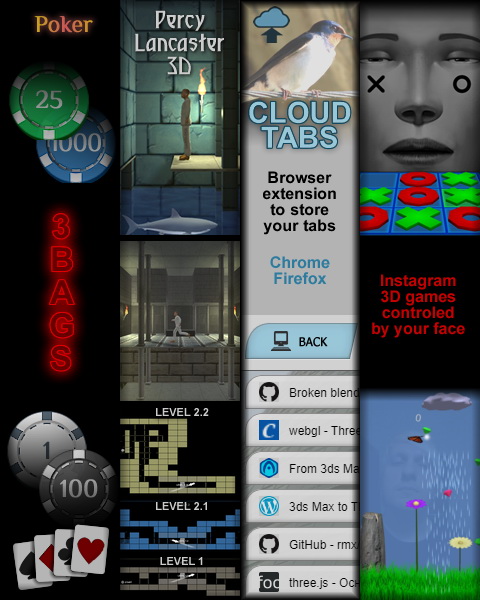 Poker
25
1000
3
B
A
G
S
1
100
Percy
Lancaster
3D
LEVEL 2.2
LEVEL 2.1
LEVEL 1
CLOUD
TABS
Browser
extension
to store
your tabs
Chrome
Firefox
BACK
Broken blend
webgl - Three
From 3ds Ma
3ds Max to T
GitHub - rmx/
three.js - Oce
X O
Instagram
3D games
controled
by your face
0